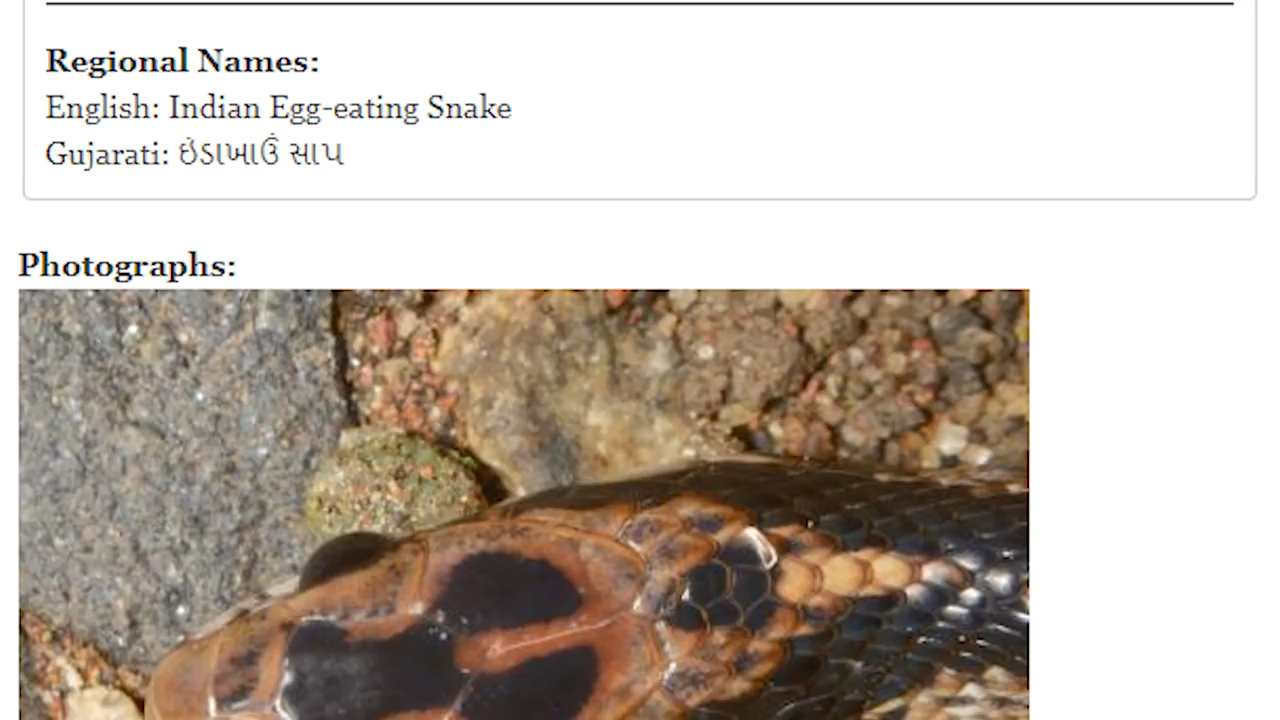 Regional Names:
English: Indian Egg-eating Snake
Gujarati: ઈંડાખાઉં સાપ
Photographs: